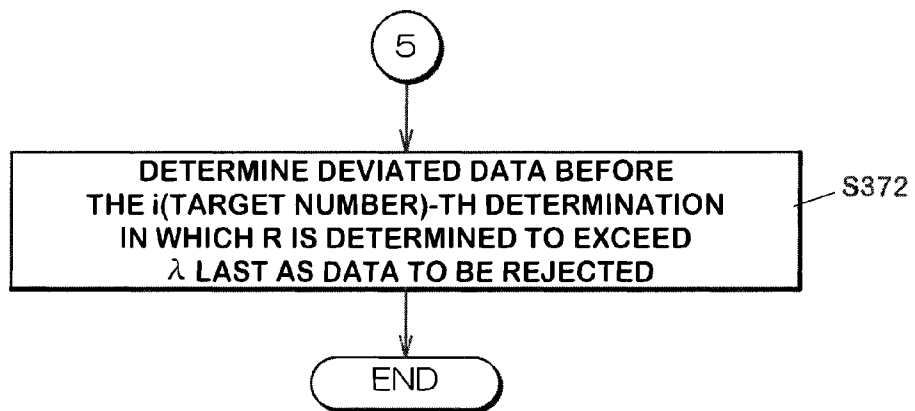 5
DETERMINE DEVIATED DATA BEFORE
THE i(TARGET NUMBER)-TH DETERMINATION
IN WHICH R IS DETERMINED TO EXCEED
λ LAST AS DATA TO BE REJECTED
S372
END